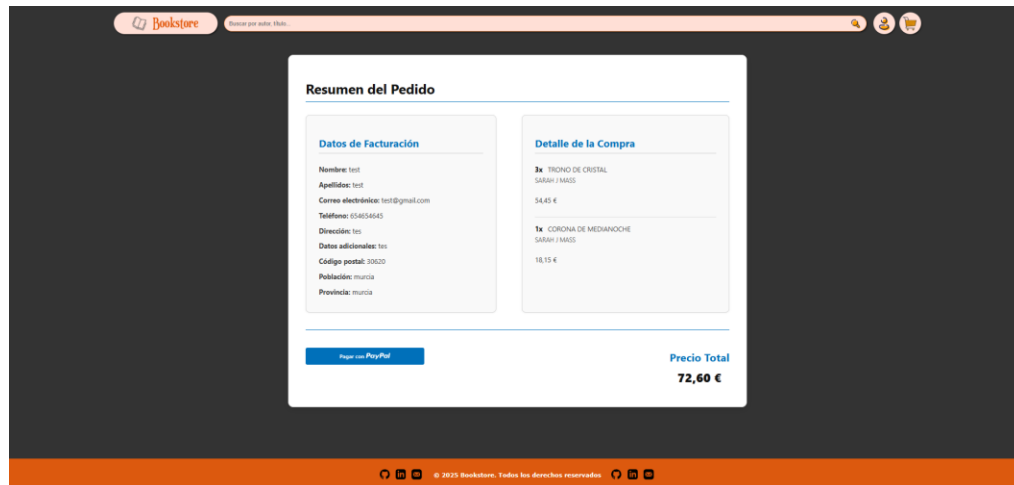 Bookstore
Buscar por autor, título...
Resumen del Pedido
Datos de Facturación
Nombre: test
Apellidos: test
Correo electrónico: test@gmail.com
Teléfono: 654654645
Dirección: tes
Datos adicionales: tes
Código postal: 30620
Población: murcia
Provincia: murcia
Detalle de la Compra
3x TRONO DE CRISTAL
SARAH J MASS
54,45 €
1x CORONA DE MEDIANOCHE
SARAH J MASS
18,15 €
Pagar con PayPal
Precio Total
72,60 €
© 2025 Bookstore. Todos los derechos reservados